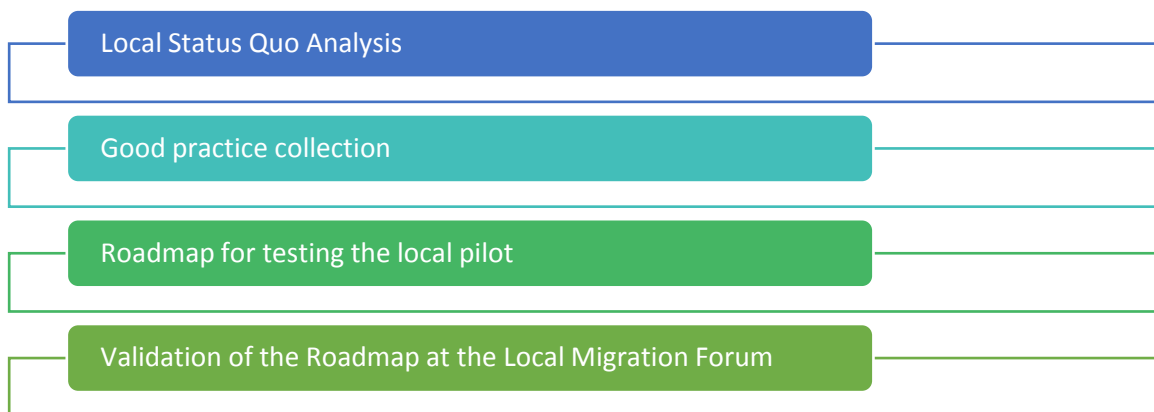 Local Status Quo Analysis
Good practice collection
Roadmap for testing the local pilot
Validation of the Roadmap at the Local Migration Forum